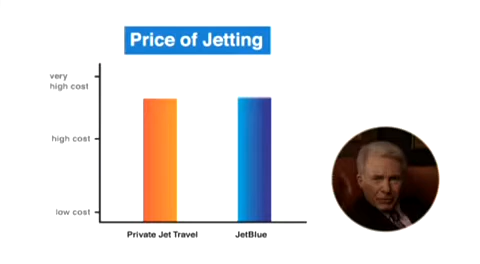 Price of Jetting
very
high cost
high cost
low cost
Private Jet Travel
JetBlue